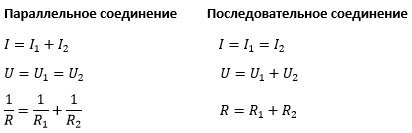 Параллельное соединение Последовательное соединение
I = I₁ + I₂ I = I₁ = I₂
U = U₁ = U₂ U = U₁ + U₂
1/R = 1/R₁ + 1/R₂ R = R₁ + R₂